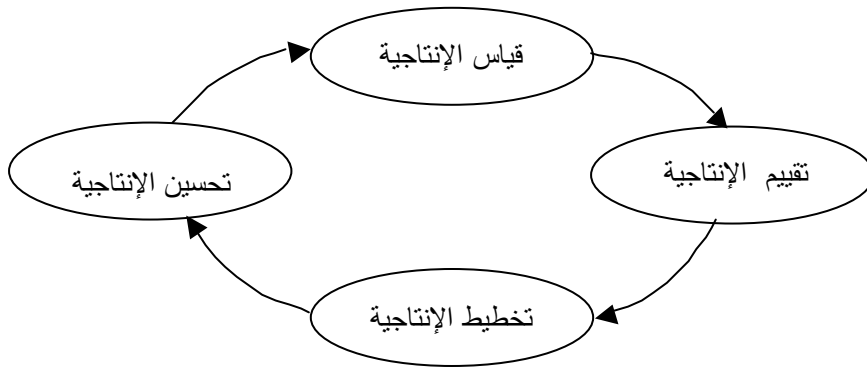 قياس الإنتاجية
تقييم الإنتاجية
تحسين الإنتاجية
تخطيط الإنتاجية